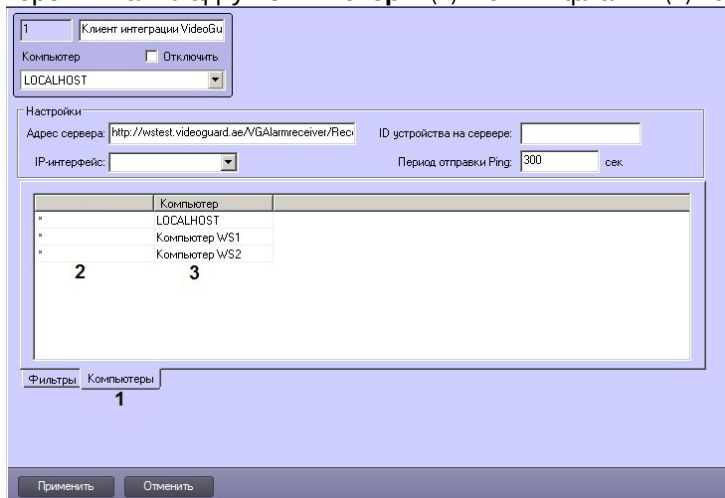 1 Клиент интеграции VideoGu
Компьютер Отключить
LOCALHOST
Настройки
Адрес сервера: http://wstest.videoguard.ae/VGAlarmreceiver/Rec ID устройства на сервере:
IP-интерфейс: Период отправки Ping: 300 сек
Компьютер
* LOCALHOST
* Компьютер WS1
* Компьютер WS2
2 3
Фильтры Компьютеры
1
Применить Отменить